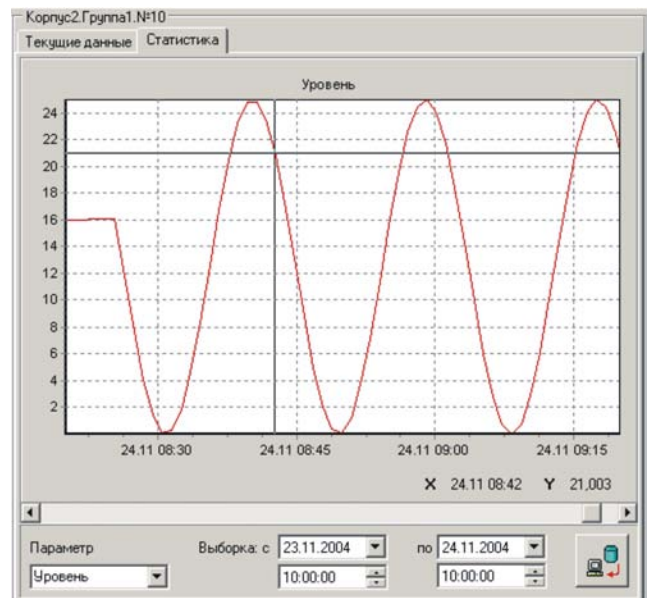 Корпус2.Группа1.№10
Текущие данные Статистика
Уровень
24
22
20
18
16
14
12
10
8
6
4
2
24.11 08:30 24.11 08:45 24.11 09:00 24.11 09:15
X 24.11 08:42 Y 21,003
Параметр Выборка: с 23.11.2004 по 24.11.2004
Уровень 10:00:00 10:00:00